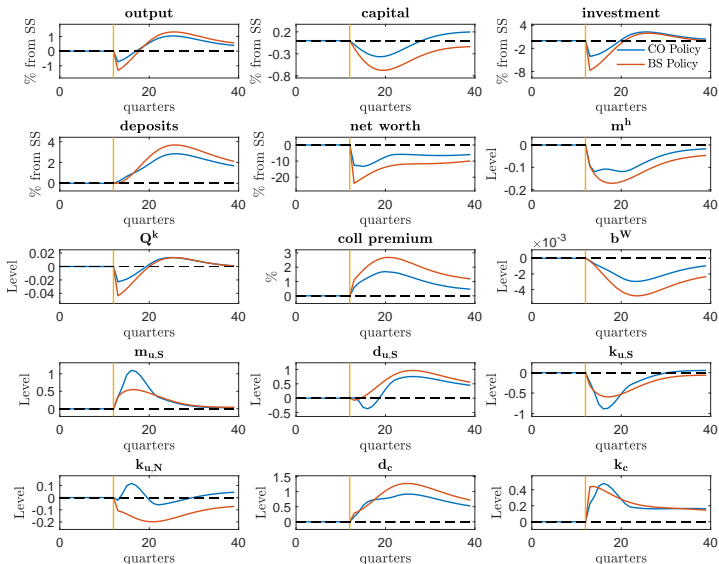 output capital investment
% from SS 1 0 -1 % from SS 0.2 -0.3 -0.8 % from SS 4 -2 -8 CO Policy BS Policy
0 20 40 0 20 40 0 20 40
quarters quarters quarters
deposits net worth m^h
% from SS 4 2 0 % from SS 0 -10 -20 Level 0 -0.1 -0.2
0 20 40 0 20 40 0 20 40
quarters quarters quarters
Q^k coll premium b^W
Level 0.02 0 -0.02 -0.04 % 3 2 1 0 Level ×10^-3 0 -2 -4
0 20 40 0 20 40 0 20 40
quarters quarters quarters
m_u,S d_u,S k_u,S
Level 1 0.5 0 Level 1 0.5 0 -0.5 Level 0 -0.5 -1
0 20 40 0 20 40 0 20 40
quarters quarters quarters
k_u,N d_c k_c
Level 0.1 0 -0.1 -0.2 Level 1.5 1 0.5 0 Level 0.4 0.2 0
0 20 40 0 20 40 0 20 40
quarters quarters quarters